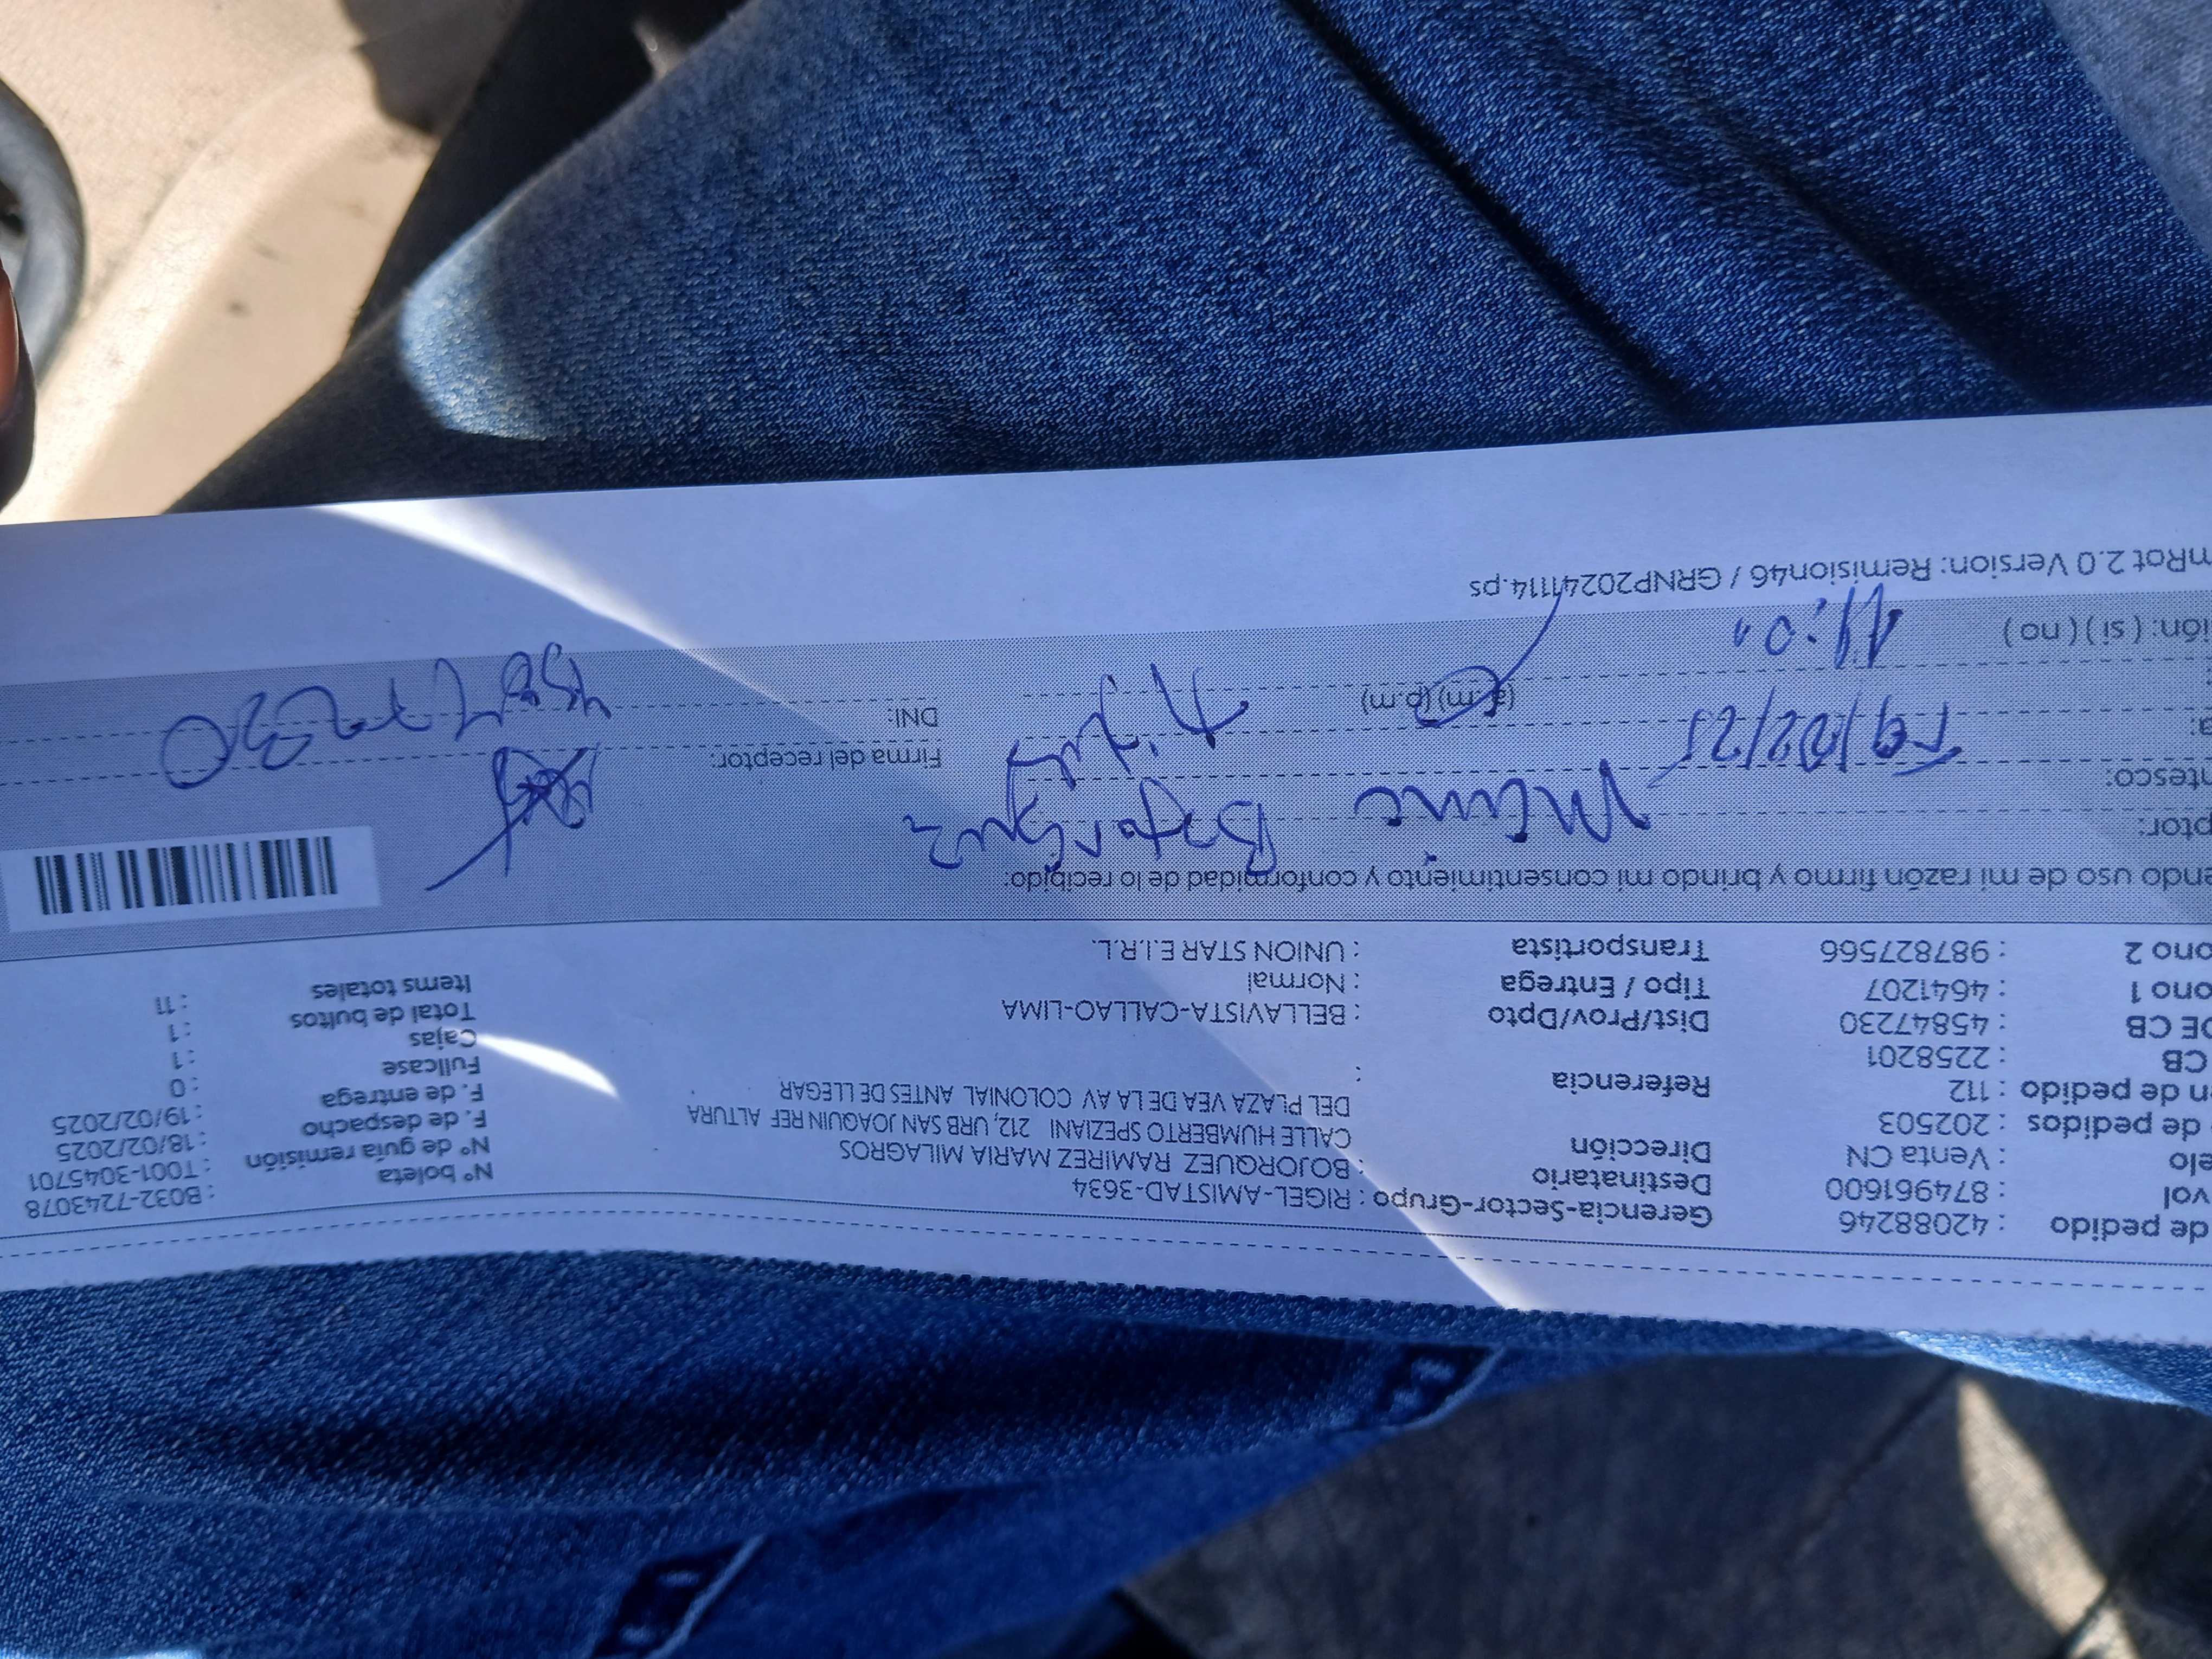 de pedido : 42088246 Gerencia-Sector-Grupo : RIGEL-AMISTAD-3634 Nº boleta : B032-7243078
vol : 874961600 Destinatario : BOJORQUEZ RAMIREZ MARIA MILAGROS Nº de guía remisión : T001-3045701
elo : Venta CN Dirección CALLE HUMBERTO SPEZIANI 212, URB SAN JOAQUIN REF ALTURA F. de despacho : 18/02/2025
de pedidos : 202503 DEL PLAZA VEA DE LA AV COLONIAL ANTES DE LLEGAR F. de entrega : 19/02/2025
n de pedido : 112 Referencia : Fullcase : 0
CB : 2258201 Cajas : 1
DE CB : 45847230 Dist/Prov/Dpto : BELLAVISTA-CALLAO-LIMA Total de bultos : 1
ono 1 : 4641207 Tipo / Entrega : Normal Items totales : 11
ono 2 : 987827566 Transportista : UNION STAR E.I.R.L.
endo uso de mi razón firmo y brindo mi consentimiento y conformidad de lo recibido:
ptor:
ntesco: Firma del receptor:
a: 19/02/25 DNI: 45847230
: (a.m) (p.m)
ión: ( si ) ( no ) 11:00
mRot 2.0 Version: Remision46 / GRNP20241114.ps